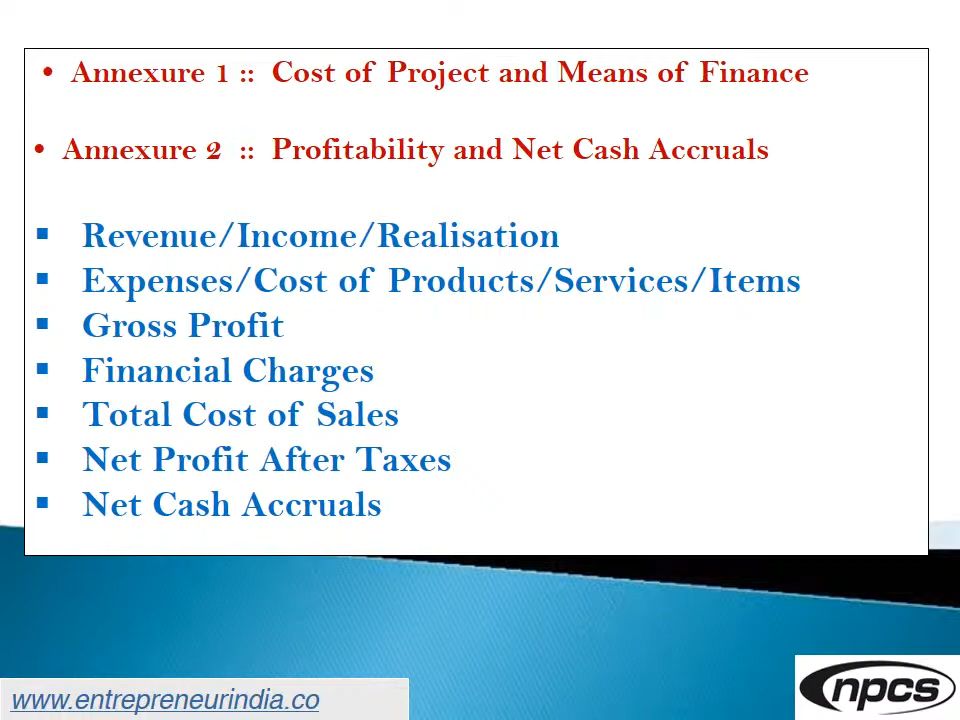 • Annexure 1 :: Cost of Project and Means of Finance
• Annexure 2 :: Profitability and Net Cash Accruals
▪ Revenue/Income/Realisation
▪ Expenses/Cost of Products/Services/Items
▪ Gross Profit
▪ Financial Charges
▪ Total Cost of Sales
▪ Net Profit After Taxes
▪ Net Cash Accruals
www.entrepreneurindia.co
npcs